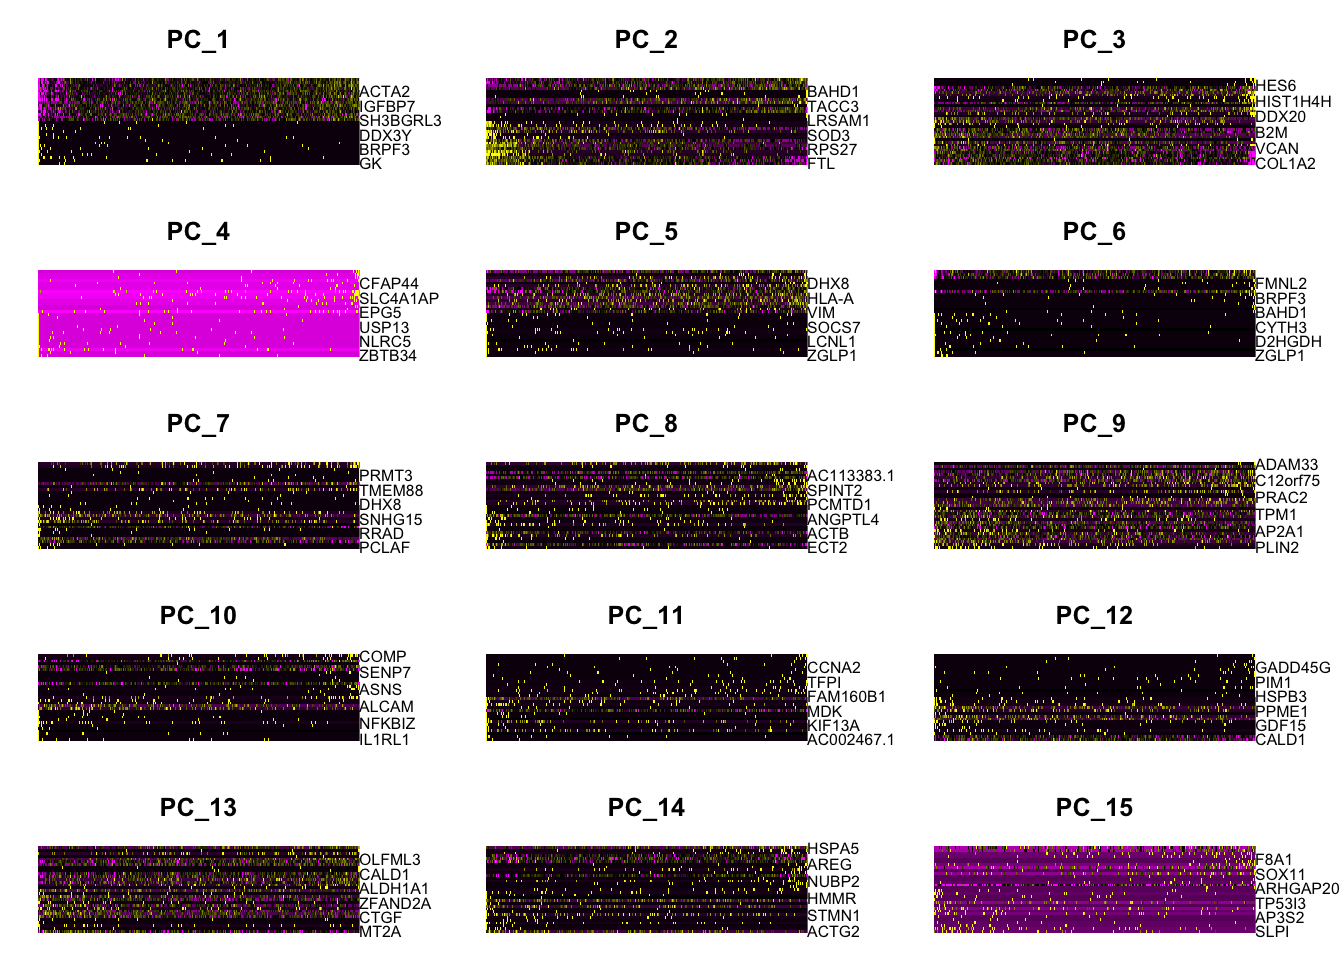 PC_1
ACTA2
IGFBP7
SH3BGRL3
DDX3Y
BRPF3
GK
PC_2
BAHD1
TACC3
LRSAM1
SOD3
RPS27
FTL
PC_3
HES6
HIST1H4H
DDX20
B2M
VCAN
COL1A2
PC_4
CFAP44
SLC4A1AP
EPG5
USP13
NLRC5
ZBTB34
PC_5
DHX8
HLA-A
VIM
SOCS7
LCNL1
ZGLP1
PC_6
FMNL2
BRPF3
BAHD1
CYTH3
D2HGDH
ZGLP1
PC_7
PRMT3
TMEM88
DHX8
SNHG15
RRAD
PCLAF
PC_8
AC113383.1
SPINT2
PCMTD1
ANGPTL4
ACTB
ECT2
PC_9
ADAM33
C12orf75
PRAC2
TPM1
AP2A1
PLIN2
PC_10
COMP
SENP7
ASNS
ALCAM
NFKBIZ
IL1RL1
PC_11
CCNA2
TFPI
FAM160B1
MDK
KIF13A
AC002467.1
PC_12
GADD45G
PIM1
HSPB3
PPME1
GDF15
CALD1
PC_13
OLFML3
CALD1
ALDH1A1
ZFAND2A
CTGF
MT2A
PC_14
HSPA5
AREG
NUBP2
HMMR
STMN1
ACTG2
PC_15
F8A1
SOX11
ARHGAP20
TP53I3
AP3S2
SLPI